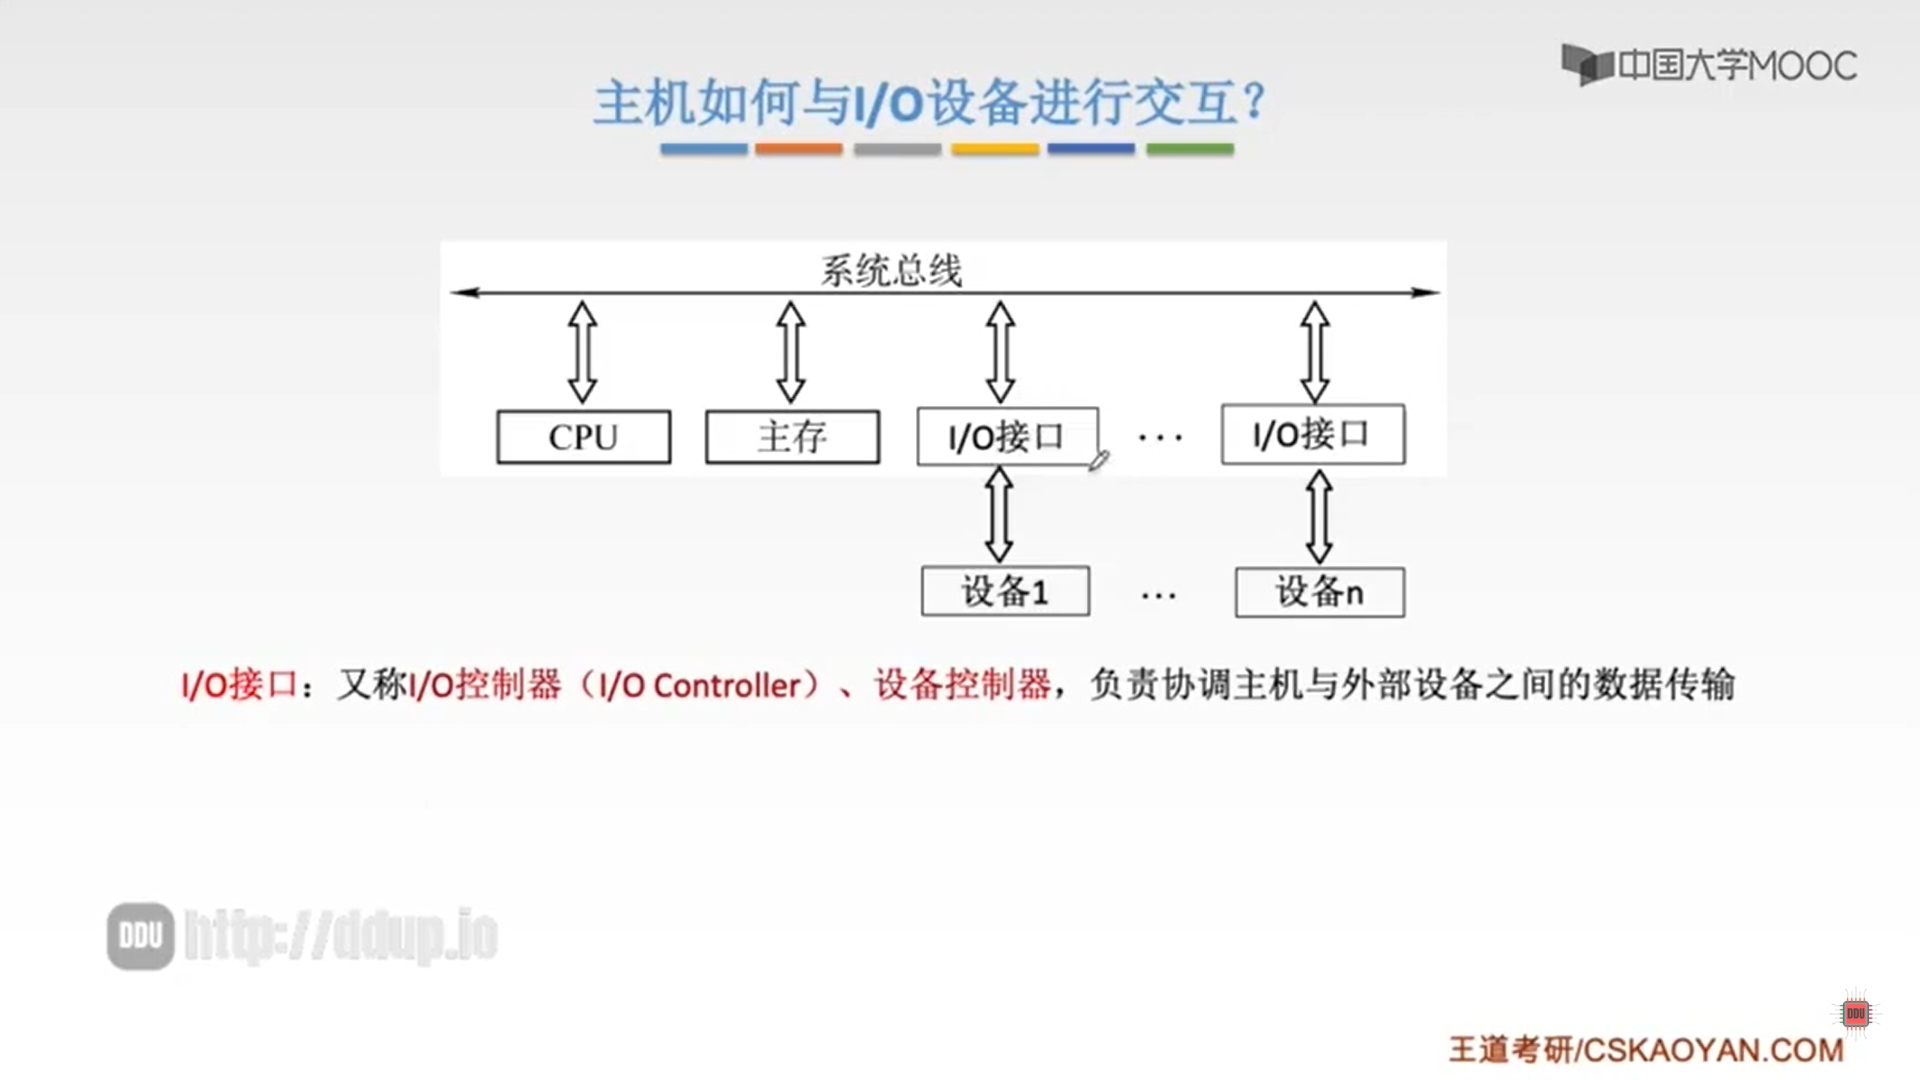 中国大学MOOC
主机如何与I/O设备进行交互？
系统总线
CPU 主存 I/O接口 … I/O接口
设备1 … 设备n
I/O接口：又称I/O控制器（I/O Controller）、设备控制器，负责协调主机与外部设备之间的数据传输
DDU http://ddup.io
DDU
王道考研/CSKAOYAN.COM